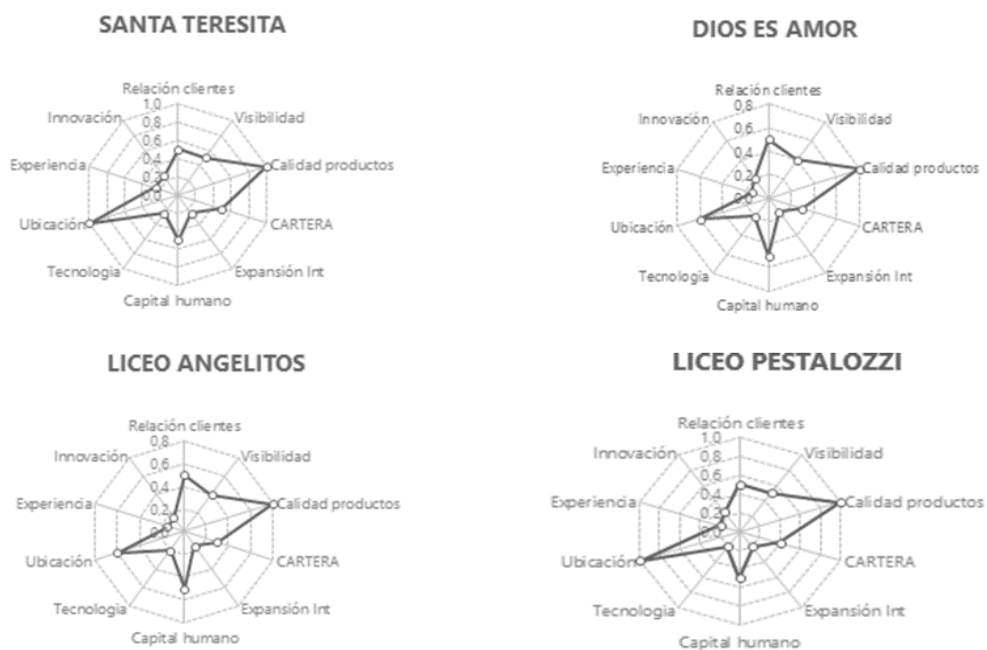 SANTA TERESITA
Relación clientes
1,0
0,8
0,6
0,4
0,2
0,0
Visibilidad
Calidad productos
CARTERA
Expansión Int
Capital humano
Tecnologia
Ubicación
Experiencia
Innovación
DIOS ES AMOR
Relación clientes
0,8
0,6
0,4
0,2
0,0
Visibilidad
Calidad productos
CARTERA
Expansión Int
Capital humano
Tecnologia
Ubicación
Experiencia
Innovación
LICEO ANGELITOS
Relación clientes
0,8
0,6
0,4
0,2
0,0
Visibilidad
Calidad productos
CARTERA
Expansión Int
Capital humano
Tecnologia
Ubicación
Experiencia
Innovación
LICEO PESTALOZZI
Relación clientes
1,0
0,8
0,6
0,4
0,2
0,0
Visibilidad
Calidad productos
CARTERA
Expansión Int
Capital humano
Tecnologia
Ubicación
Experiencia
Innovación